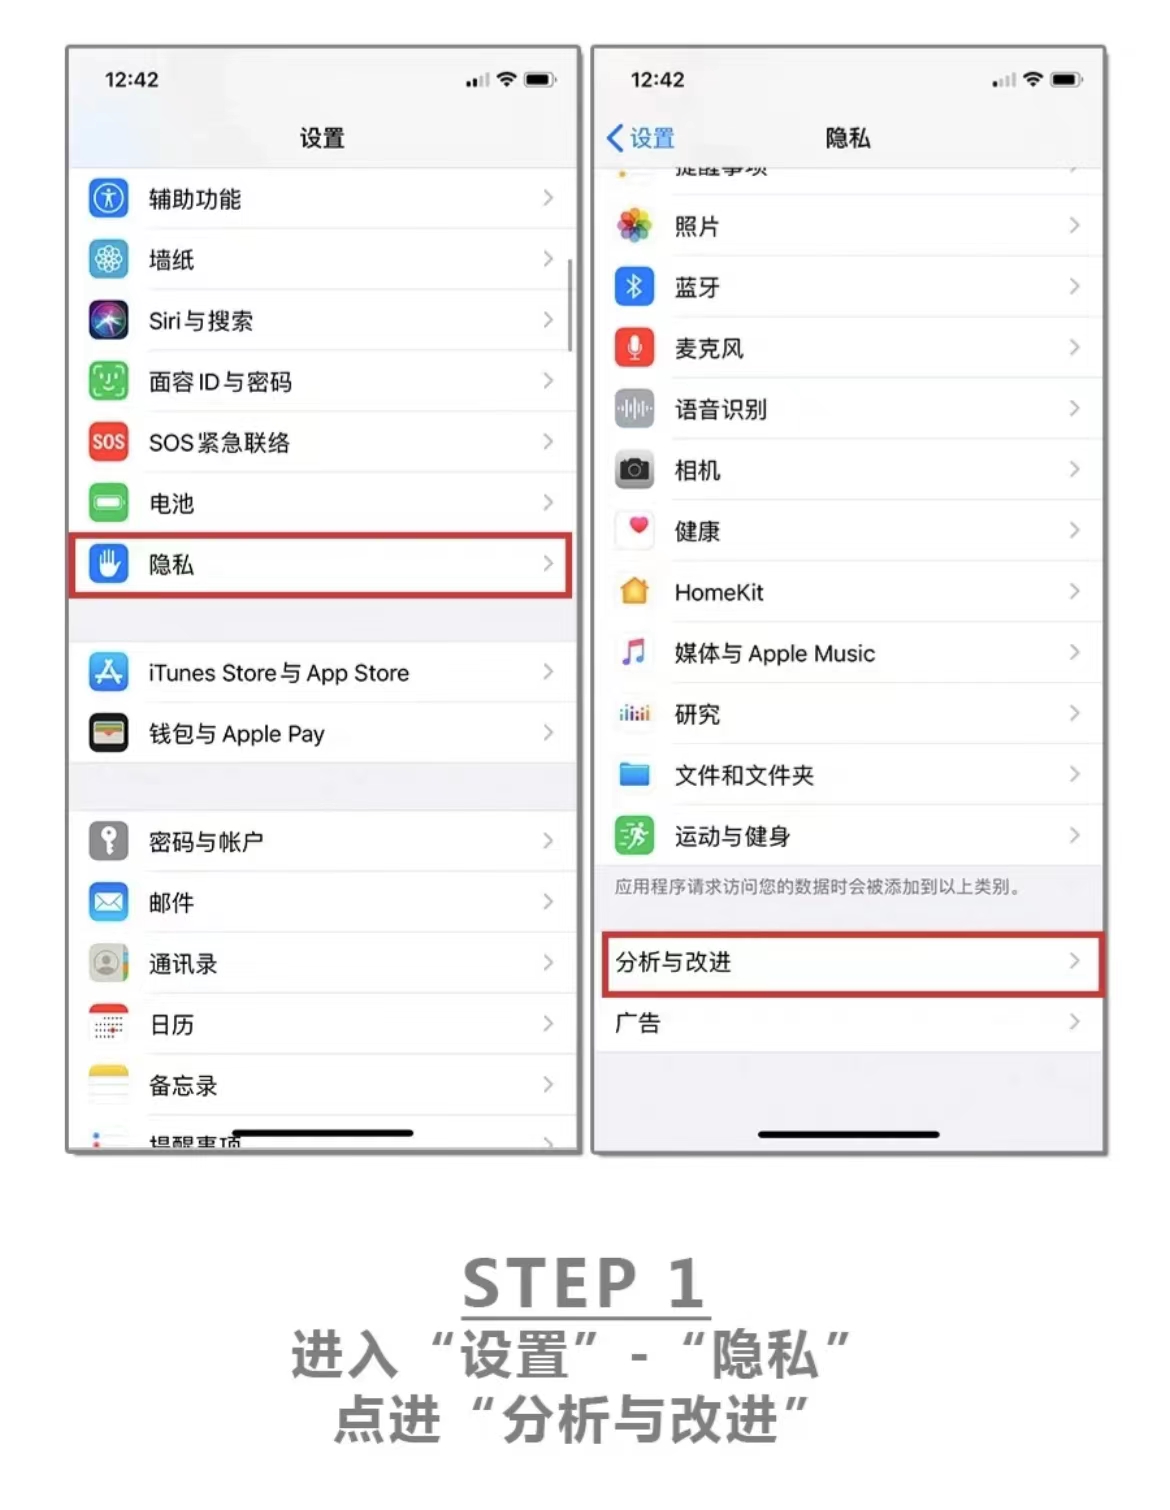 12:42
设置
辅助功能
墙纸
Siri与搜索
面容ID与密码
SOS
SOS紧急联络
电池
隐私
iTunes Store与App Store
钱包与Apple Pay
密码与帐户
邮件
通讯录
日历
备忘录
提醒事项
12:42
设置
隐私
提醒事项
照片
蓝牙
麦克风
语音识别
相机
健康
HomeKit
媒体与Apple Music
研究
文件和文件夹
运动与健身
应用程序请求访问您的数据时会被添加到以上类别。
分析与改进
广告
STEP 1
进入“设置” - “隐私”
点进“分析与改进”